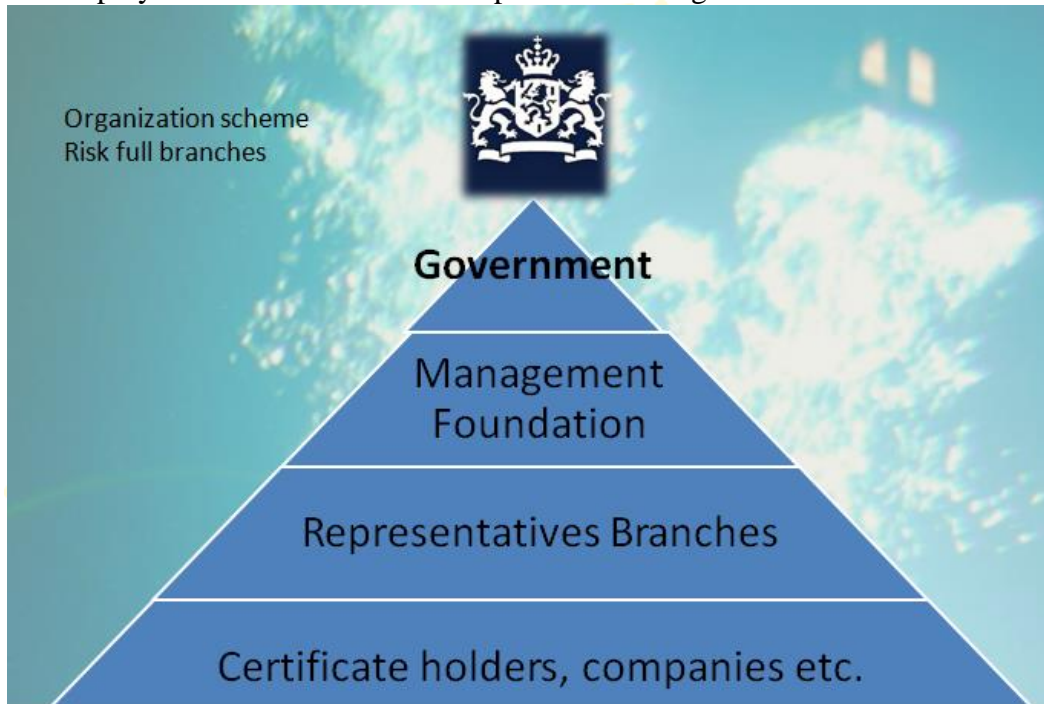 Organization scheme
Risk full branches
Government
Management
Foundation
Representatives Branches
Certificate holders, companies etc.